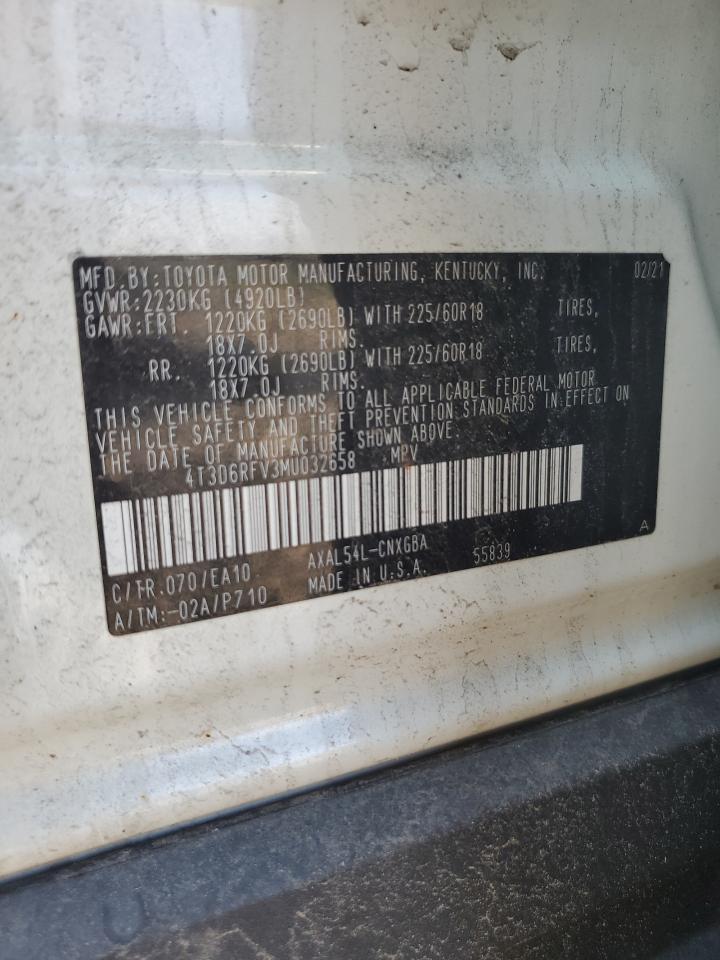 MFD.BY:TOYOTA MOTOR MANUFACTURING, KENTUCKY, INC. 02/21
GVWR:2230KG (4920LB)
GAWR:FRT. 1220KG (2690LB) WITH 225/60R18 TIRES,
18X7.0J RIMS.
RR. 1220KG (2690LB) WITH 225/60R18 TIRES,
18X7.0J RIMS.
THIS VEHICLE CONFORMS TO ALL APPLICABLE FEDERAL MOTOR
VEHICLE SAFETY AND THEFT PREVENTION STANDARDS IN EFFECT ON
THE DATE OF MANUFACTURE SHOWN ABOVE.
4T3D6RFV3MU032658 MPV
C/TR.070/EA10 AXAL54L-CNXGBA 55839 A
A/TM:-02A/P710 MADE IN U.S.A.